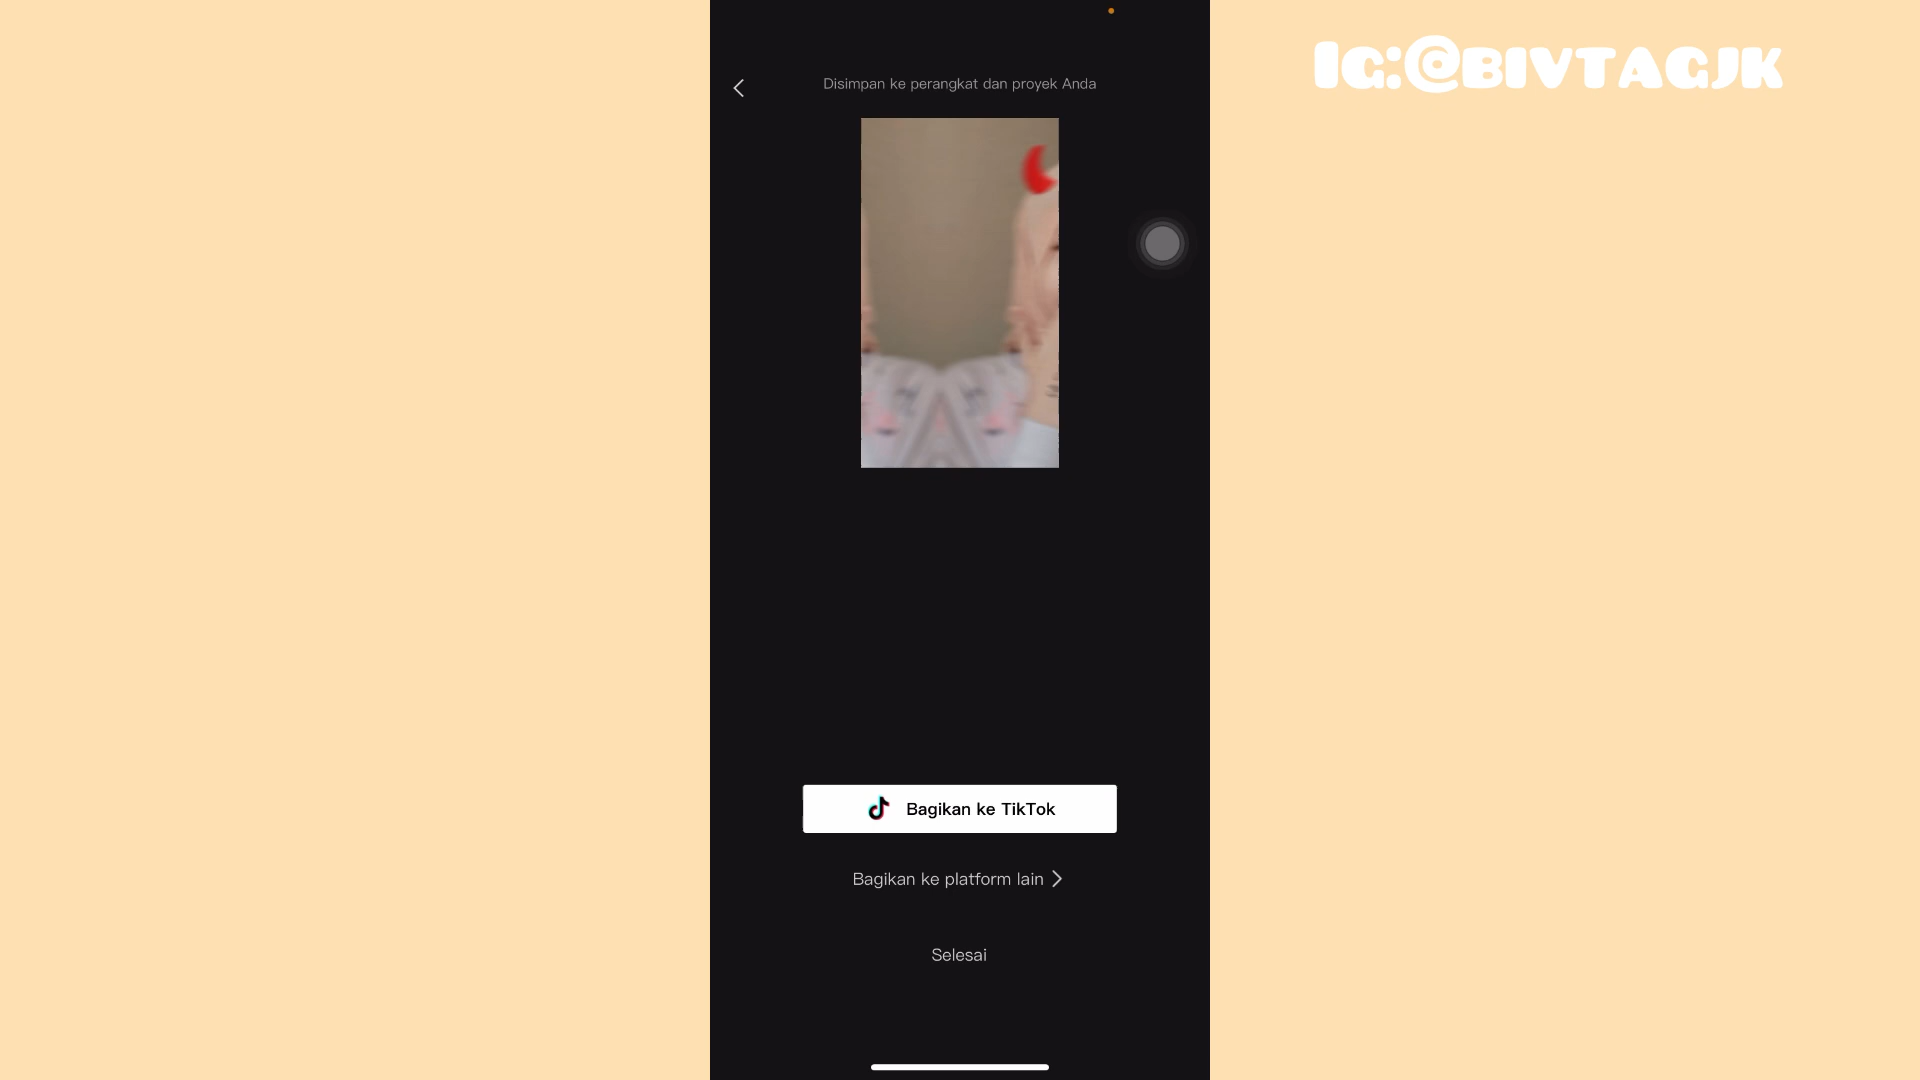 IG:@BIVTAGJK
Disimpan ke perangkat dan proyek Anda
Bagikan ke TikTok
Bagikan ke platform lain
Selesai